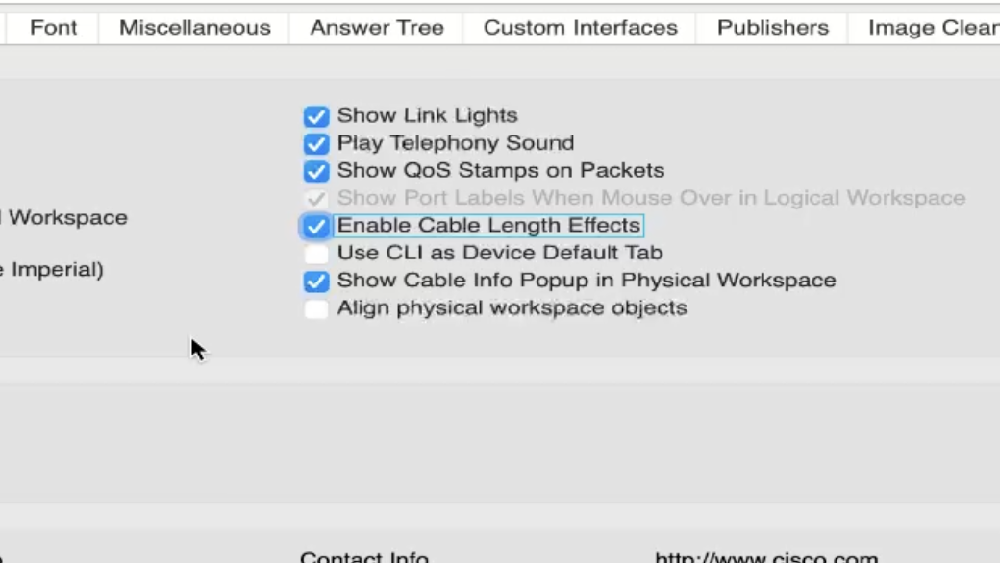 Font Miscellaneous Answer Tree Custom Interfaces Publishers Image Clean
Show Link Lights
Play Telephony Sound
Show QoS Stamps on Packets
Show Port Labels When Mouse Over in Logical Workspace
Workspace
Enable Cable Length Effects
Use CLI as Device Default Tab
Imperial)
Show Cable Info Popup in Physical Workspace
Align physical workspace objects
Contact Info http://www.cisco.com